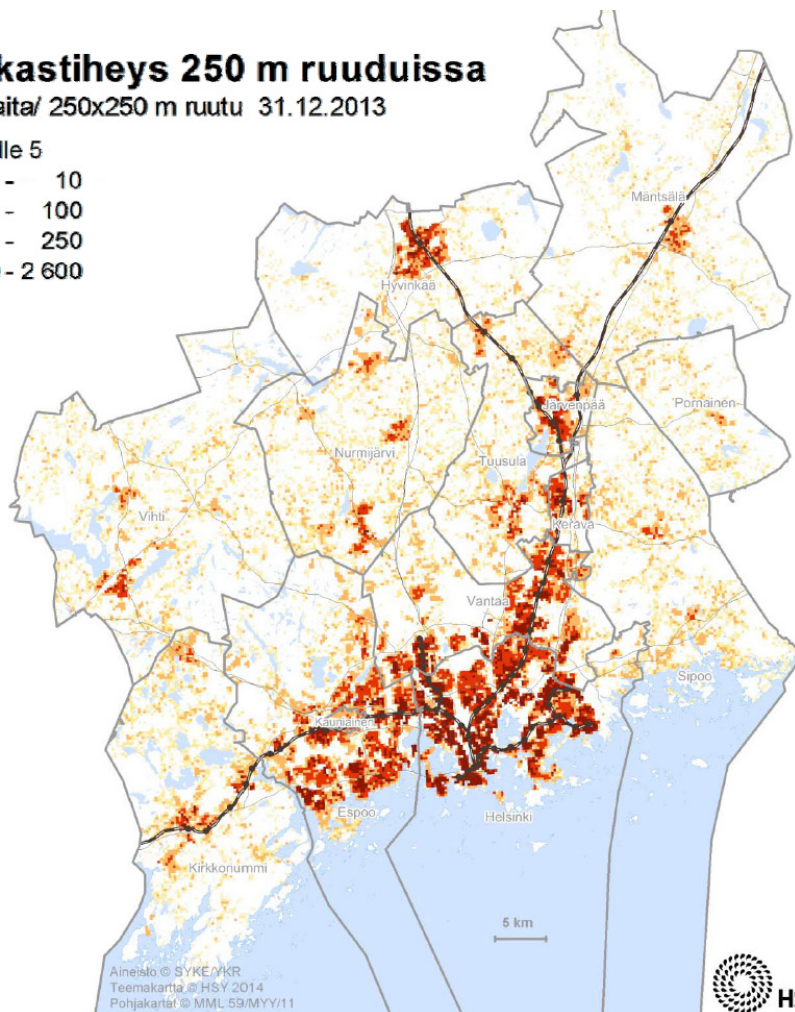 kastiheys 250 m ruuduissa
aita/ 250x250 m ruutu 31.12.2013
lle 5
- 10
- 100
- 250
- 2 600
Mäntsälä
Hyvinkää
Järvenpää
Pornainen
Nurmijärvi
Tuusula
Vihti
Kerava
Vantaa
Sipoo
Kauniainen
Espoo
Helsinki
Kirkkonummi
5 km
Aineisto © SYKE/YKR
Teemakartta © HSY 2014
Pohjakartat © MML 59/MYY/11
H